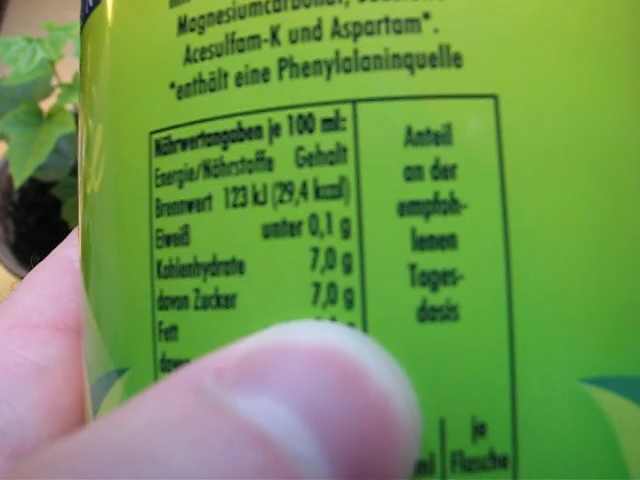 Magnesiumcarbonat,
Acesulfam-K und Aspartam*.
*enthält eine Phenylalaninquelle
Nährwertangaben je 100 ml:
Energie/Nährstoffe Gehalt
Brennwert 123 kJ (29,4 kcal)
Eiweiß unter 0,1 g
Kohlenhydrate 7,0 g
davon Zucker 7,0 g
Fett
Anteil
an der
empfoh-
lenen
Tages-
dosis
je
ml Flasche